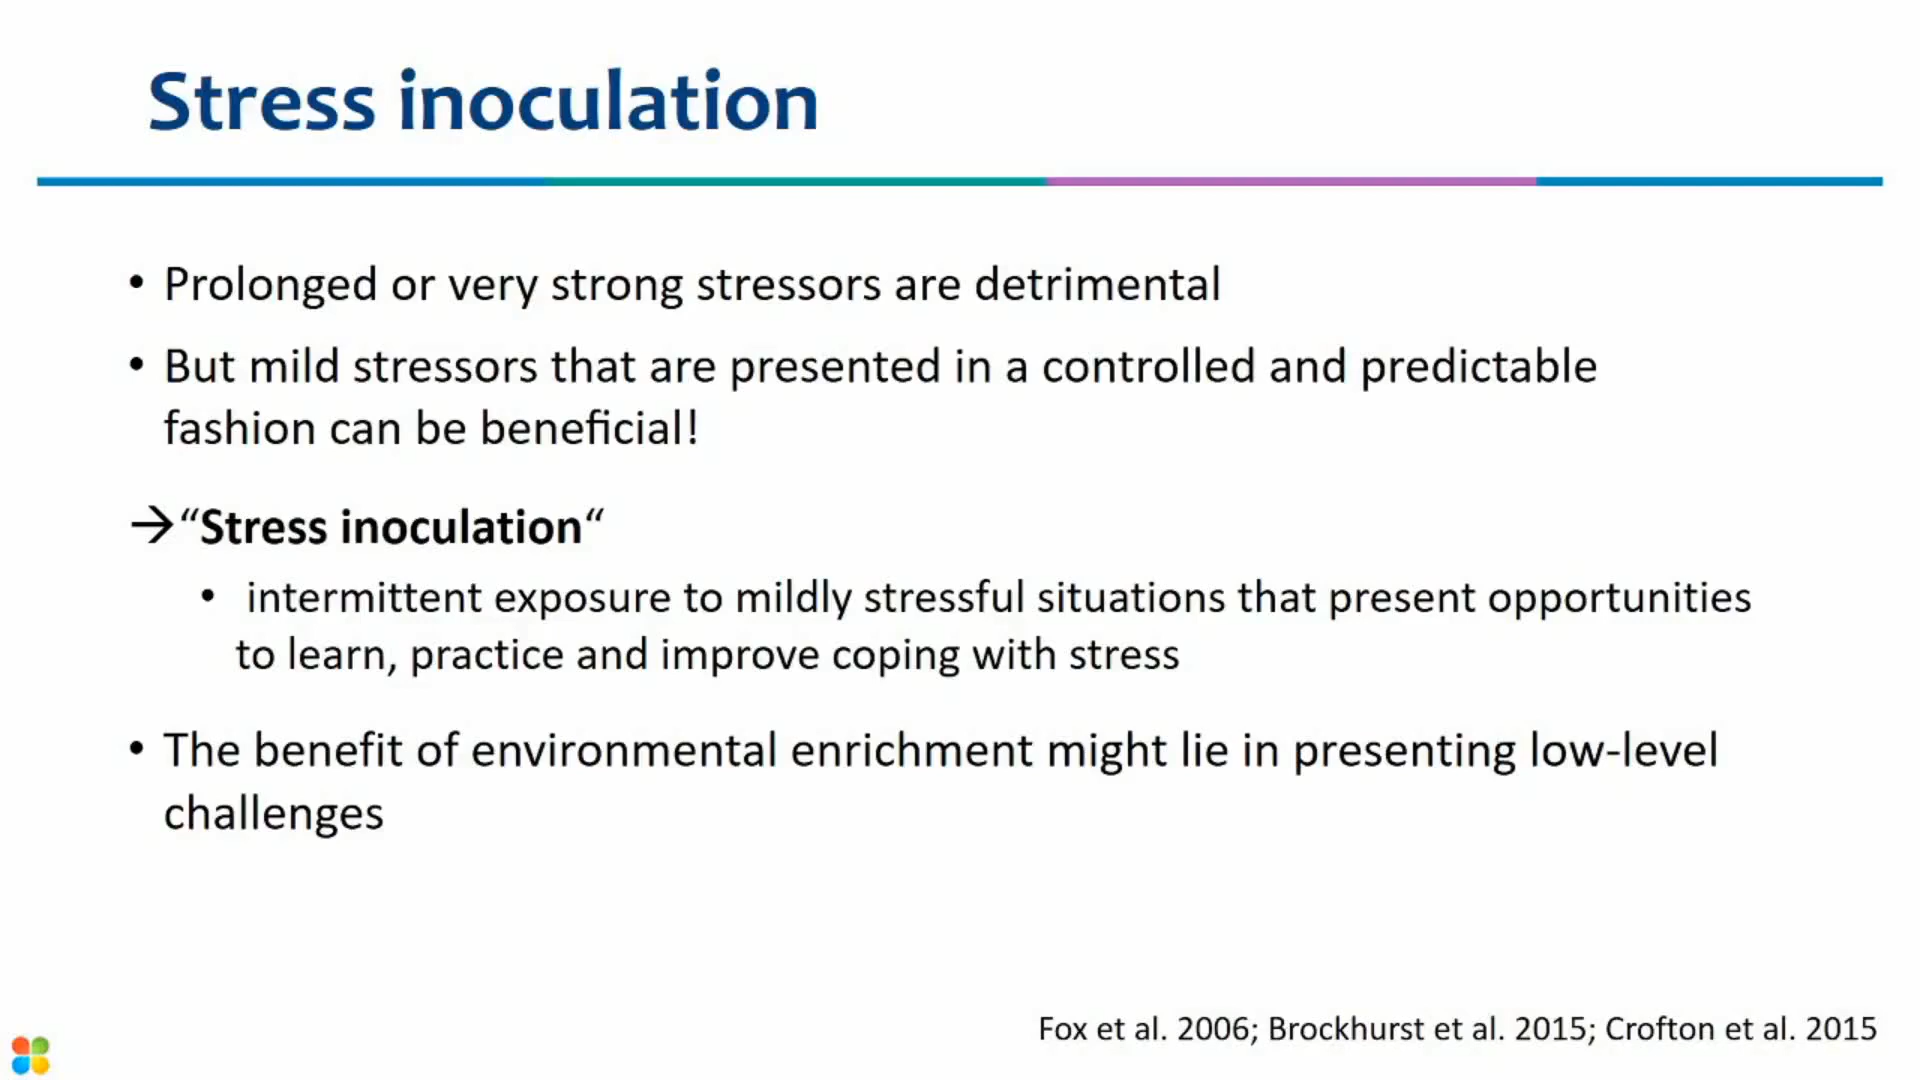 Stress inoculation
• Prolonged or very strong stressors are detrimental
• But mild stressors that are presented in a controlled and predictable
fashion can be beneficial!
→“Stress inoculation“
• intermittent exposure to mildly stressful situations that present opportunities
to learn, practice and improve coping with stress
• The benefit of environmental enrichment might lie in presenting low-level
challenges
Fox et al. 2006; Brockhurst et al. 2015; Crofton et al. 2015